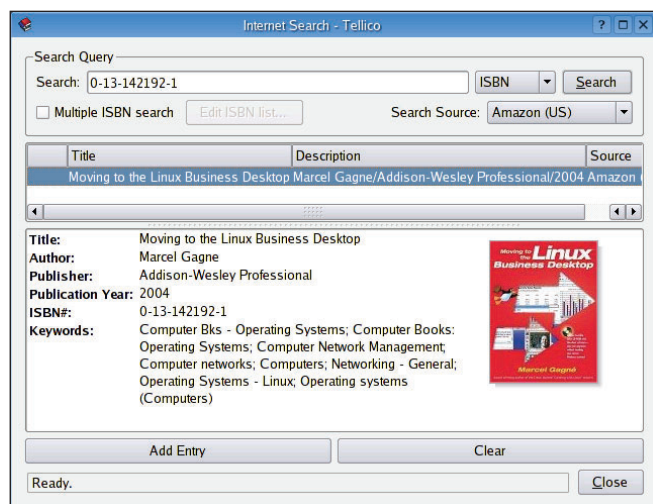 Internet Search - Tellico
Search Query
Search: 0-13-142192-1 ISBN Search
Multiple ISBN search Edit ISBN list... Search Source: Amazon (US)
Title Description Source
Moving to the Linux Business Desktop Marcel Gagne/Addison-Wesley Professional/2004 Amazon (
Title: Moving to the Linux Business Desktop
Author: Marcel Gagne
Publisher: Addison-Wesley Professional
Publication Year: 2004
ISBN#: 0-13-142192-1
Keywords: Computer Bks - Operating Systems; Computer Books:
Operating Systems; Computer Network Management;
Computer networks; Computers; Networking - General;
Operating Systems - Linux; Operating systems
(Computers)
Moving to
the Linux
Business Desktop
Marcel Gagné
Add Entry Clear
Ready. Close